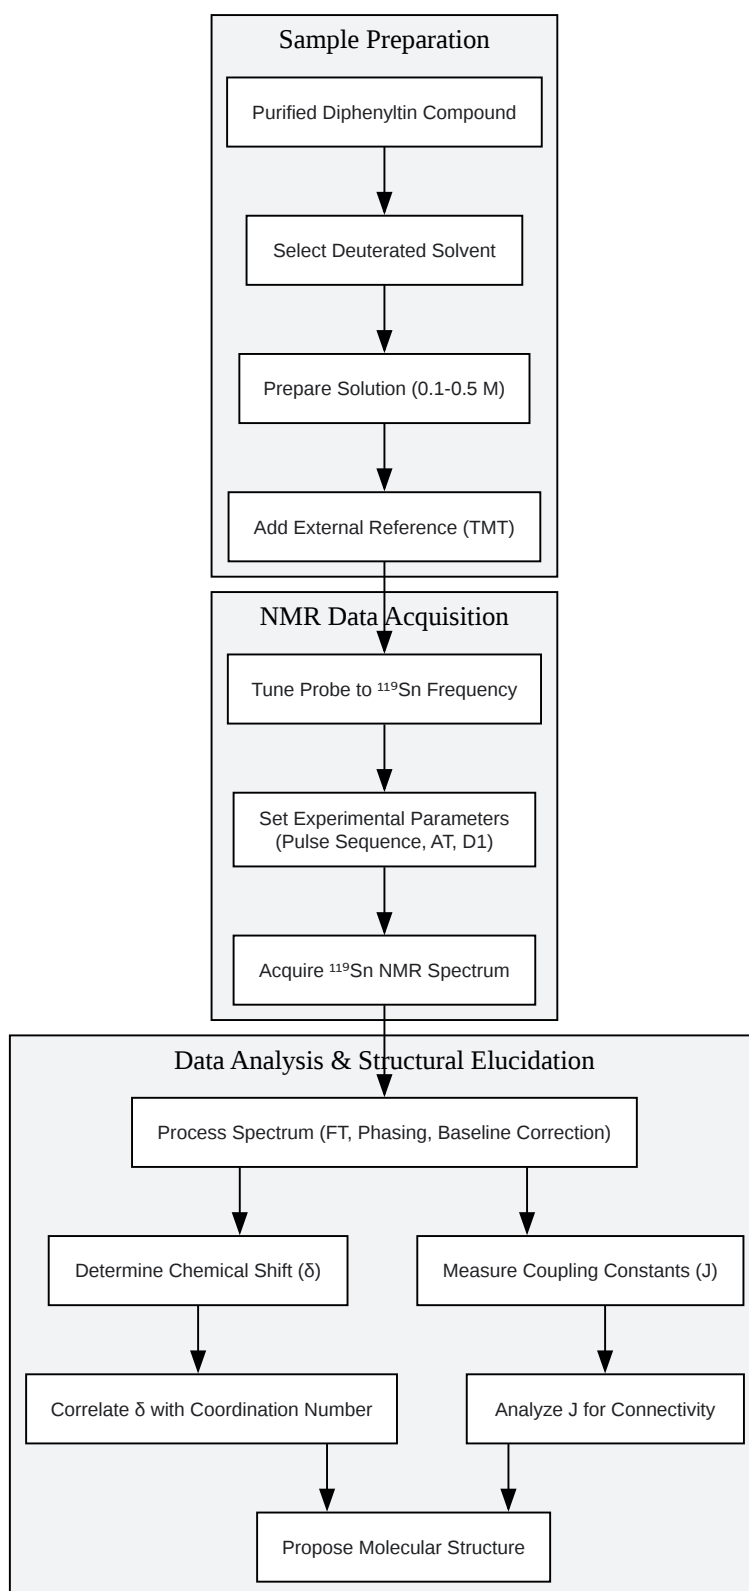 Sample Preparation
Purified Diphenyltin Compound
Select Deuterated Solvent
Prepare Solution (0.1-0.5 M)
Add External Reference (TMT)
NMR Data Acquisition
Tune Probe to ¹¹⁹Sn Frequency
Set Experimental Parameters
(Pulse Sequence, AT, D1)
Acquire ¹¹⁹Sn NMR Spectrum
Data Analysis & Structural Elucidation
Process Spectrum (FT, Phasing, Baseline Correction)
Determine Chemical Shift (δ)
Measure Coupling Constants (J)
Correlate δ with Coordination Number
Analyze J for Connectivity
Propose Molecular Structure